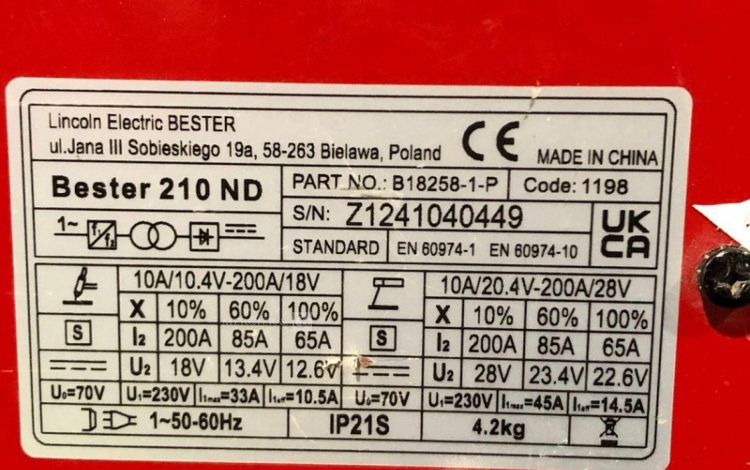 Lincoln Electric BESTER
ul.Jana III Sobieskiego 19a, 58-263 Bielawa, Poland
CE
MADE IN CHINA
Bester 210 ND
PART NO.: B18258-1-P
Code: 1198
S/N: Z1241040449
UK
CA
1~ f₁ f₂
STANDARD EN 60974-1 EN 60974-10
10A/10.4V-200A/18V
X 10% 60% 100%
S I₂ 200A 85A 65A
U₂ 18V 13.4V 12.6V
U₀=70V U₁=230V I₁max=33A I₁eff=10.5A
10A/20.4V-200A/28V
X 10% 60% 100%
S I₂ 200A 85A 65A
U₂ 28V 23.4V 22.6V
U₀=70V U₁=230V I₁max=45A I₁eff=14.5A
1~50-60Hz IP21S 4.2kg